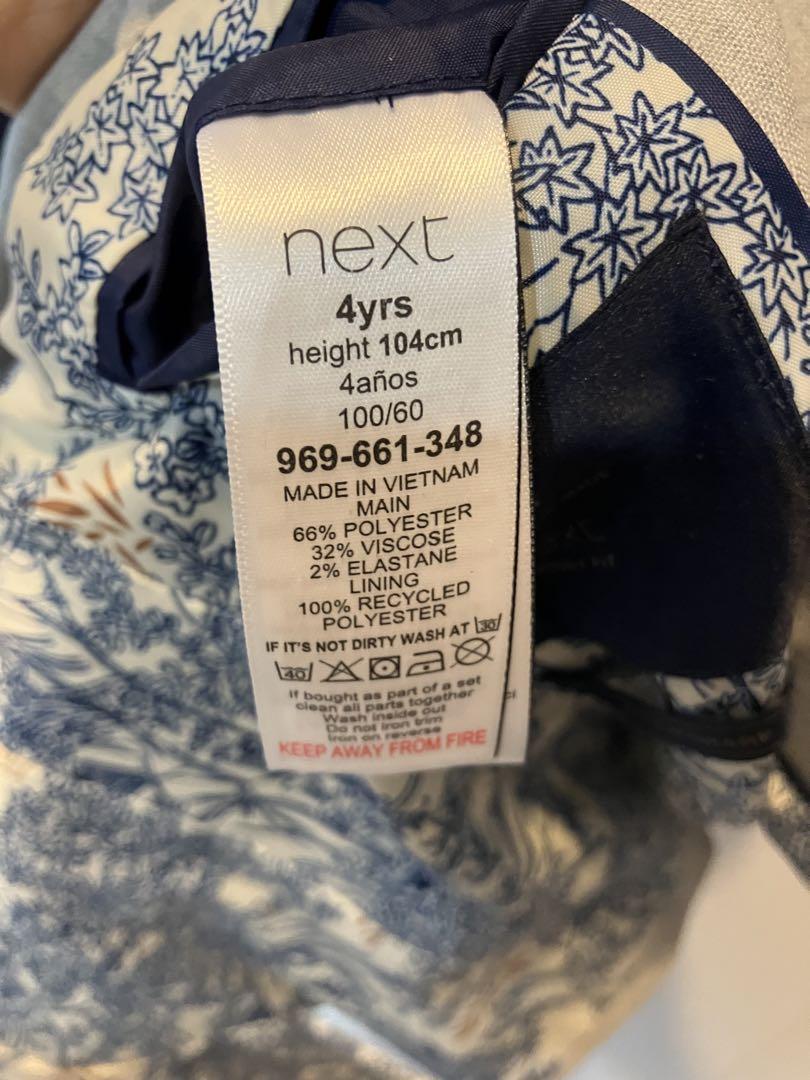 next
4yrs
height 104cm
4años
100/60
969-661-348
MADE IN VIETNAM
MAIN
66% POLYESTER
32% VISCOSE
2% ELASTANE
LINING
100% RECYCLED
POLYESTER
IF IT'S NOT DIRTY WASH AT 30
40
If bought as part of a set
clean all parts together
Wash inside out
Do not iron trim
Iron on reverse
KEEP AWAY FROM FIRE